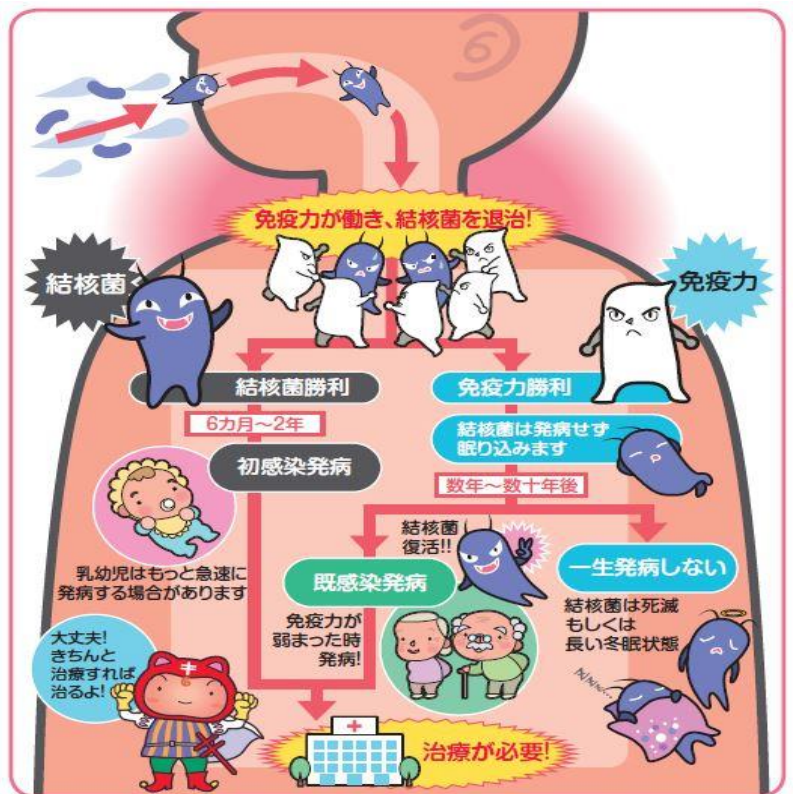 免疫力が働き、結核菌を退治!
結核菌
免疫力
結核菌勝利
免疫力勝利
6カ月〜2年
結核菌は発病せず
眠り込みます
初感染発病
数年〜数十年後
乳幼児はもっと急速に
発病する場合があります
結核菌
復活!!
既感染発病
一生発病しない
免疫力が
弱まった時
発病!
結核菌は死滅
もしくは
長い冬眠状態
大丈夫!
きちんと
治療すれば
治るよ!
治療が必要!